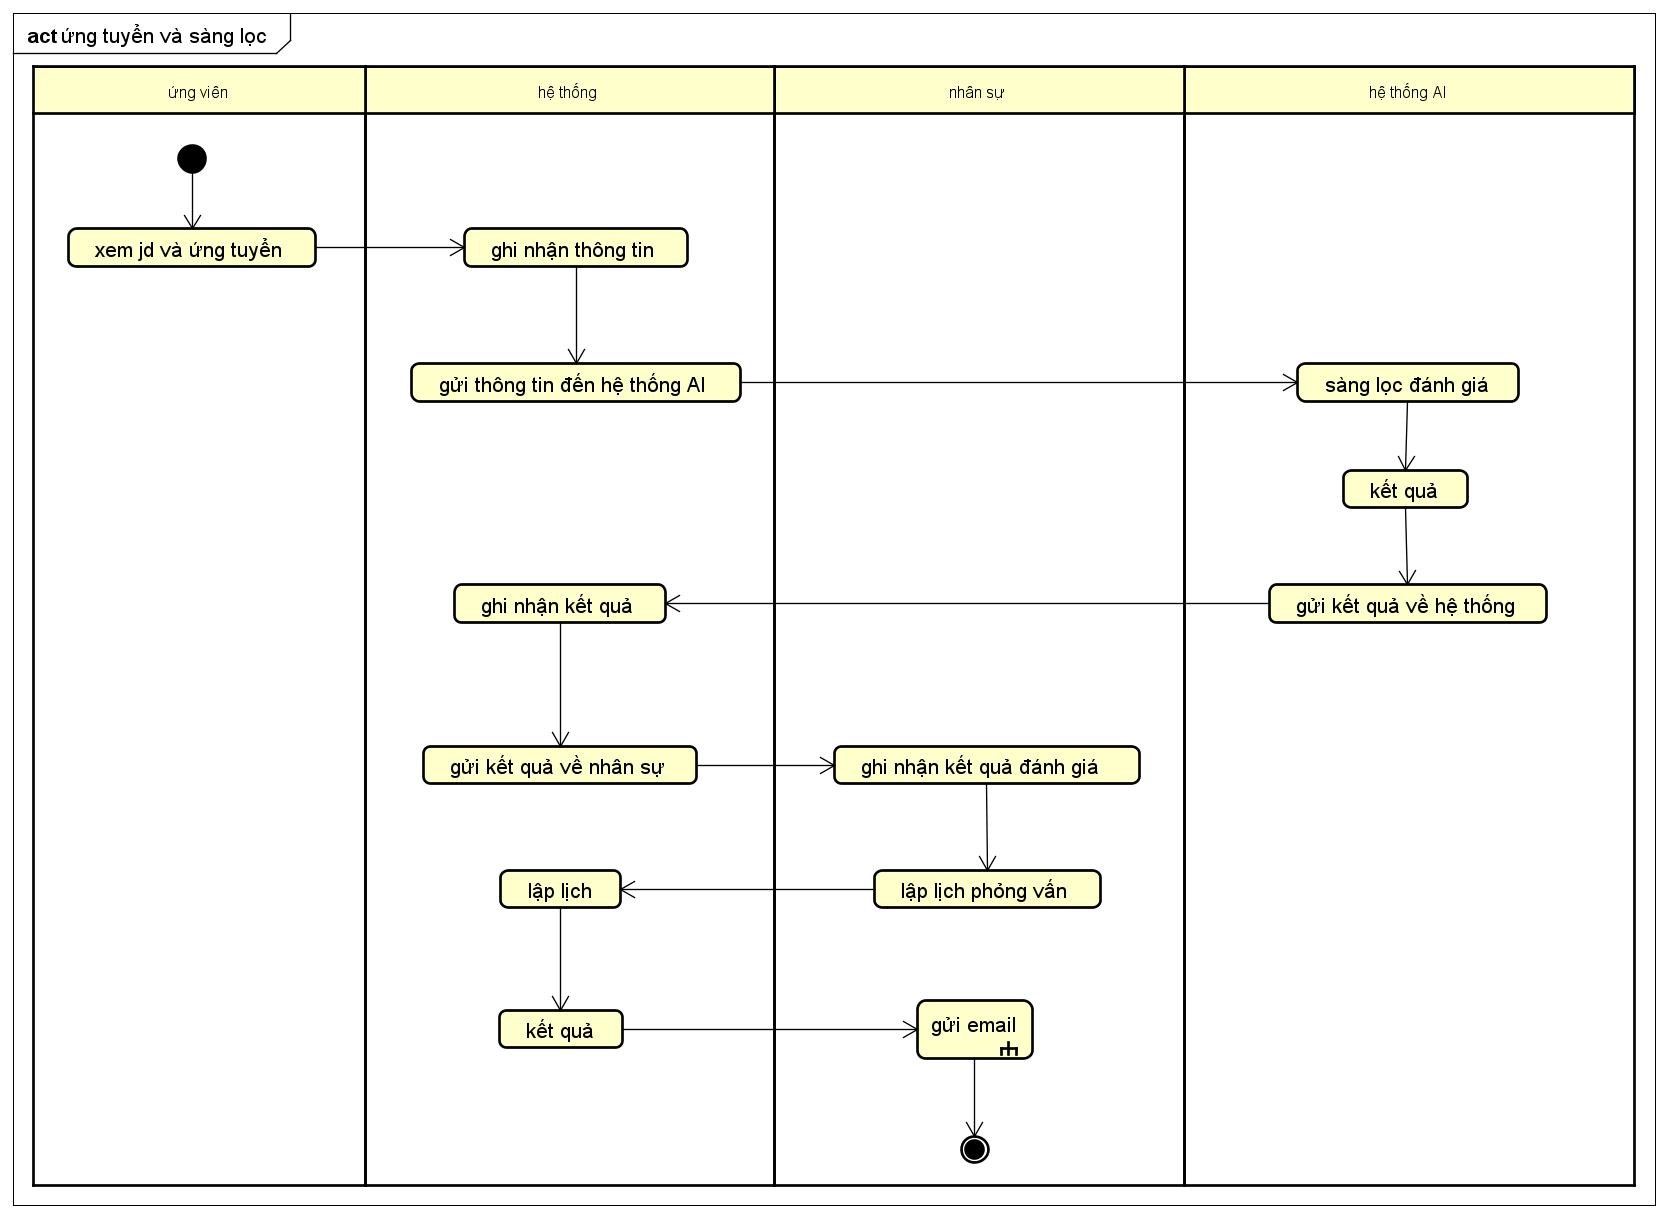 act ứng tuyển và sàng lọc
ứng viên
hệ thống
nhân sự
hệ thống AI
xem jd và ứng tuyển
ghi nhận thông tin
gửi thông tin đến hệ thống AI
sàng lọc đánh giá
kết quả
ghi nhận kết quả
gửi kết quả về hệ thống
gửi kết quả về nhân sự
ghi nhận kết quả đánh giá
lập lịch
lập lịch phỏng vấn
kết quả
gửi email